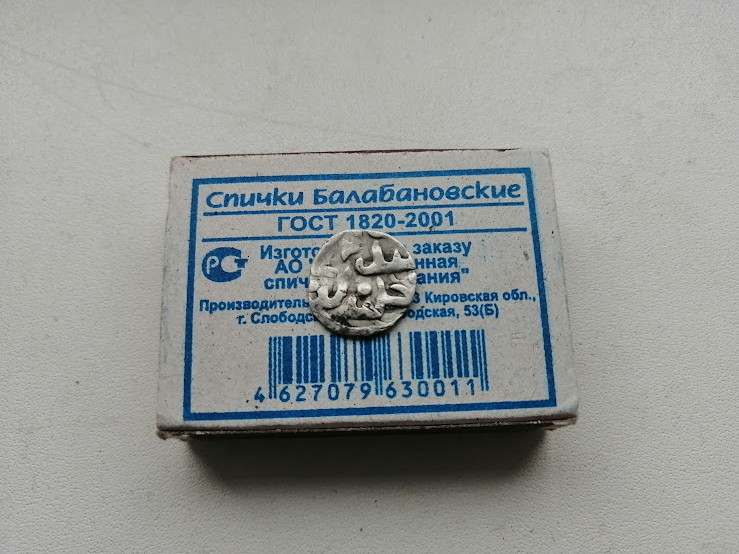 Спички Балабановские
ГОСТ 1820-2001
РСТ
Изгото заказу
АО нная
спич ания"
Производитель Кировская обл.,
г. Слободс одская, 53(Б)
4 627079 630011